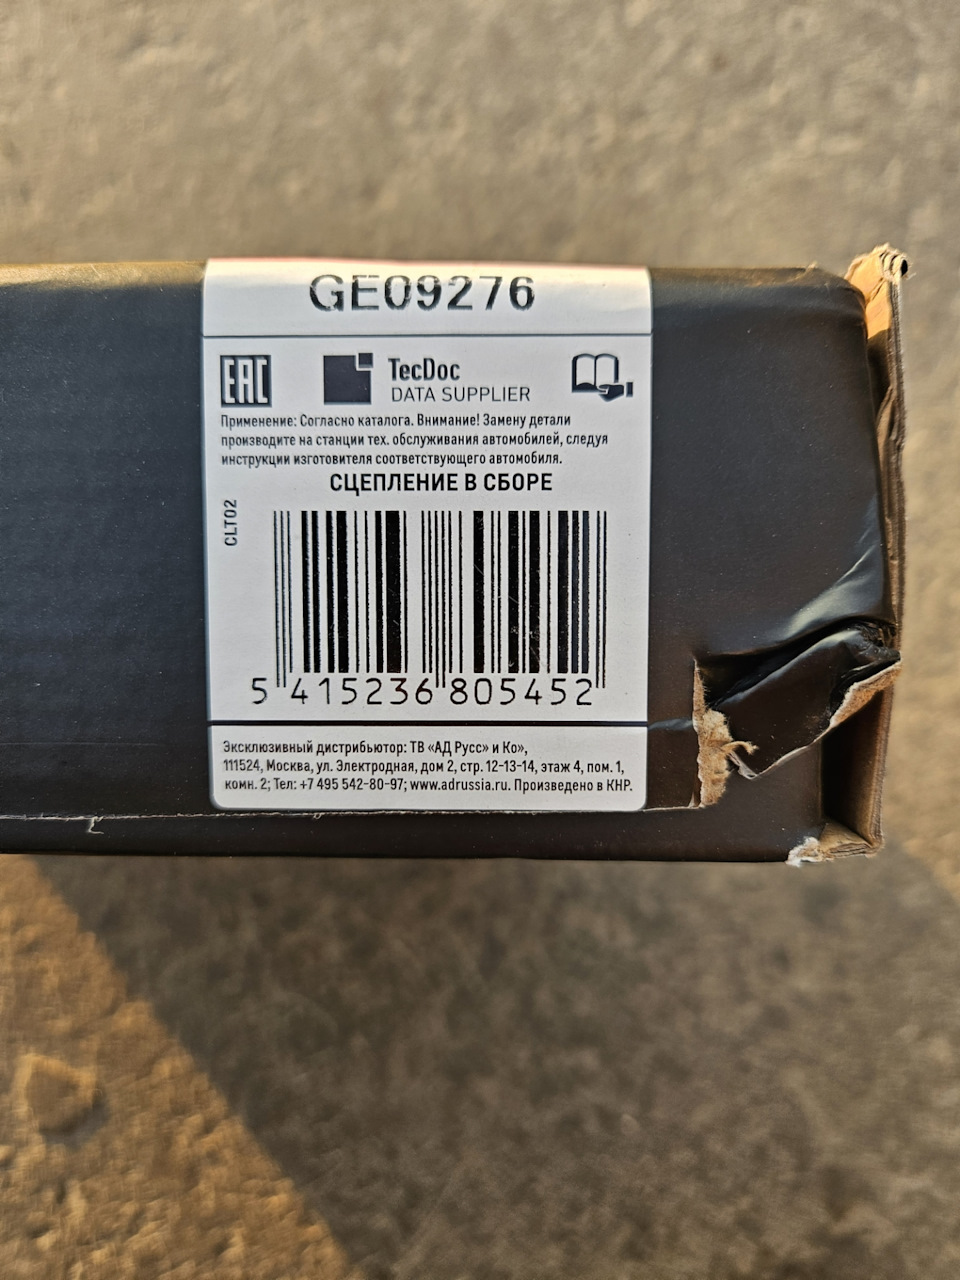 GE09276
EAC
TecDoc
DATA SUPPLIER
Применение: Согласно каталога. Внимание! Замену детали
производите на станции тех. обслуживания автомобилей, следуя
инструкции изготовителя соответствующего автомобиля.
СЦЕПЛЕНИЕ В СБОРЕ
CLT02
5 415236 805452
Эксклюзивный дистрибьютор: ТВ «АД Русс» и Ко»,
111524, Москва, ул. Электродная, дом 2, стр. 12-13-14, этаж 4, пом. 1,
комн. 2; Тел: +7 495 542-80-97; www.adrussia.ru. Произведено в КНР.